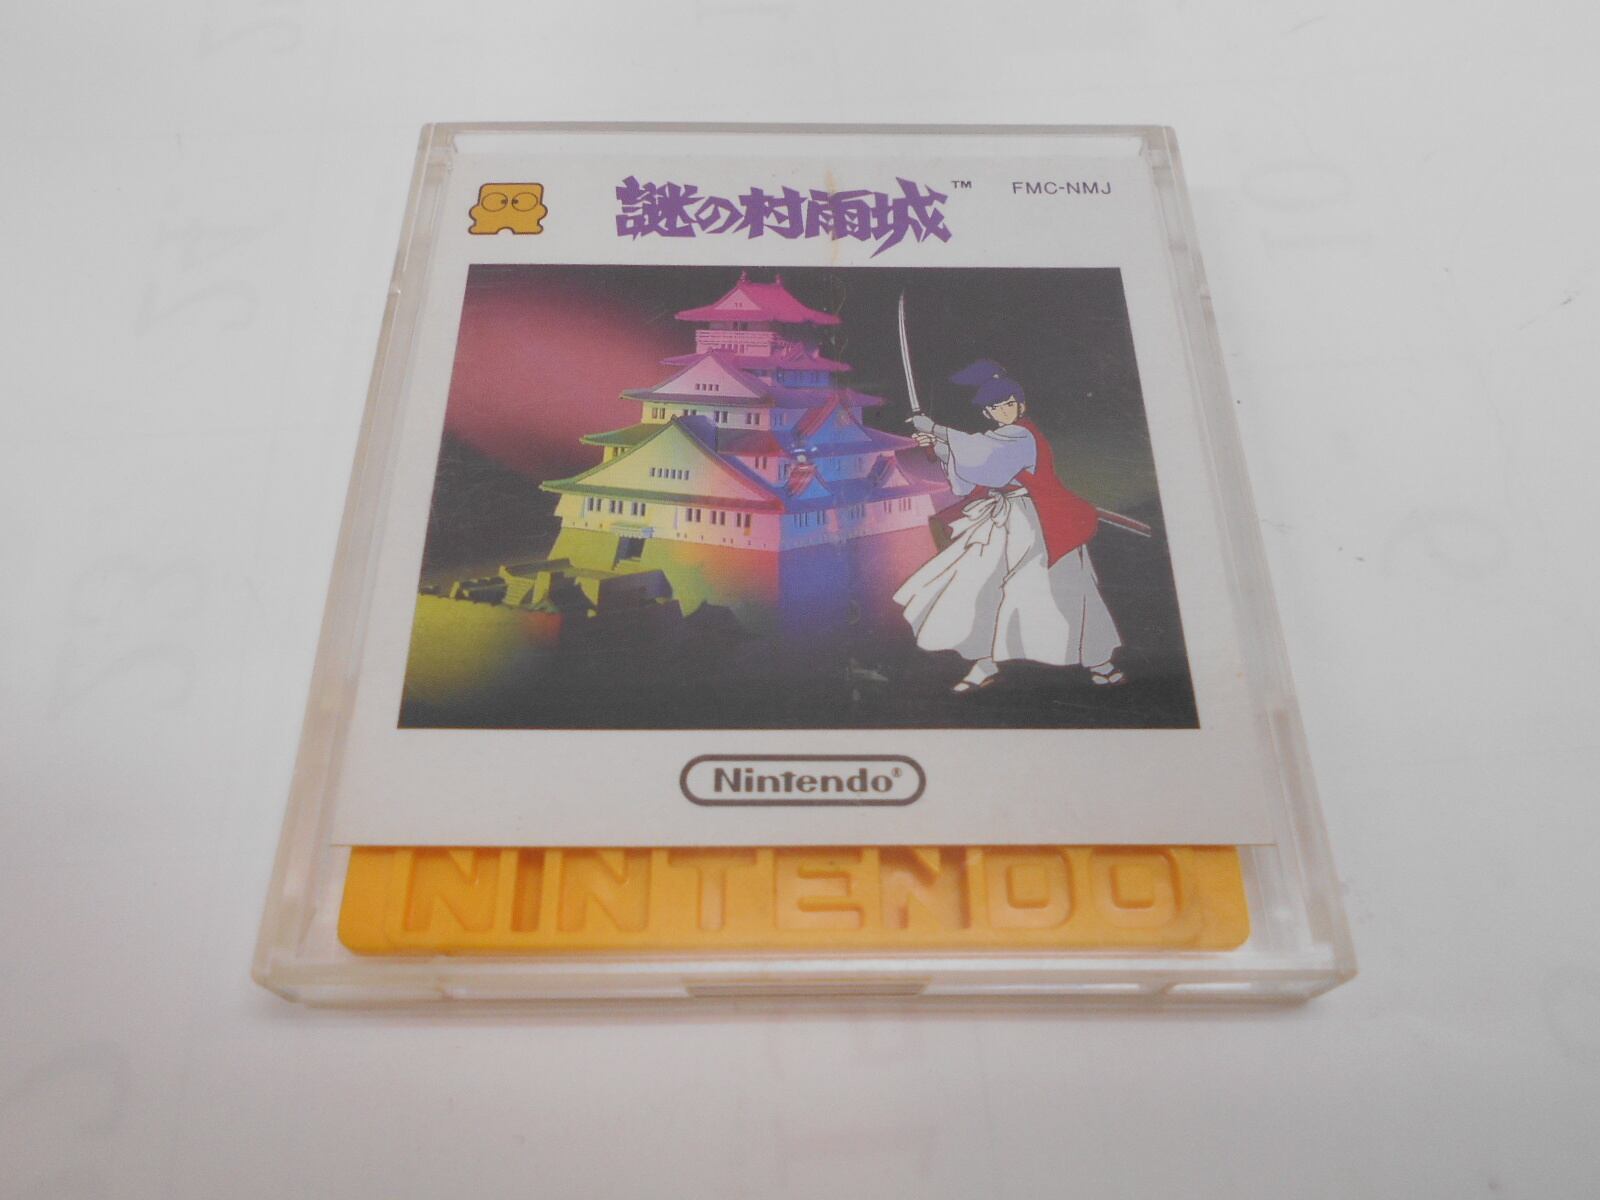 謎の村雨城™
FMC-NMJ
Nintendo®
NINTENDO